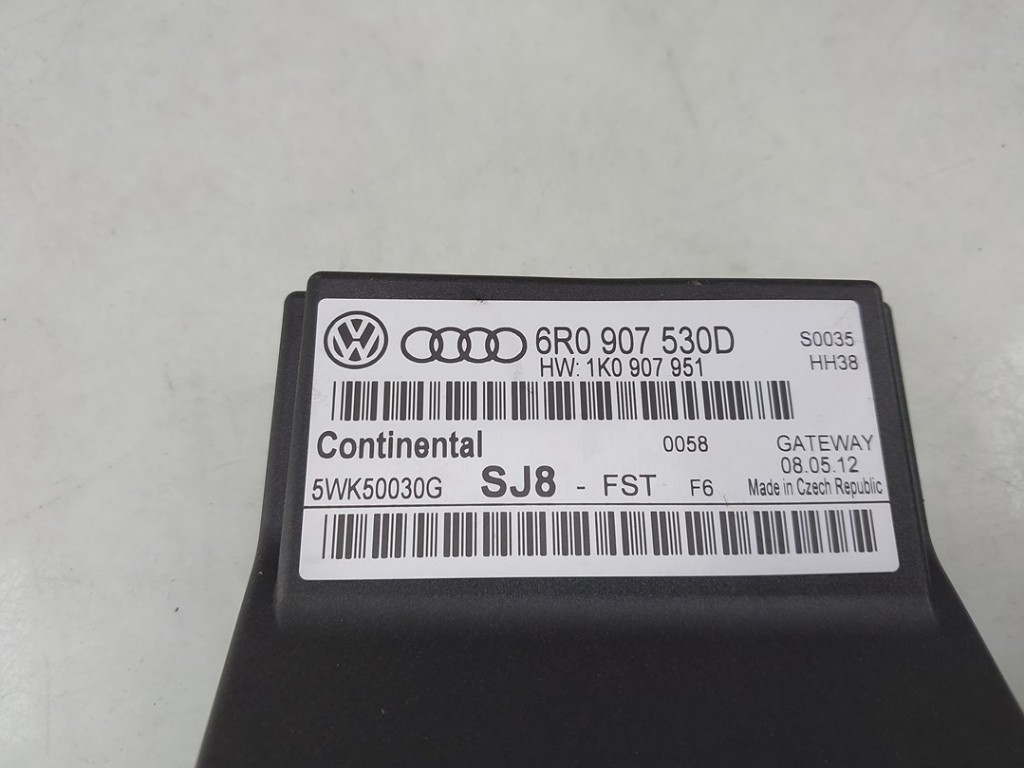 6R0 907 530D S0035
HW: 1K0 907 951 HH38
Continental 0058 GATEWAY
08.05.12
5WK50030G SJ8 - FST F6 Made in Czech Republic